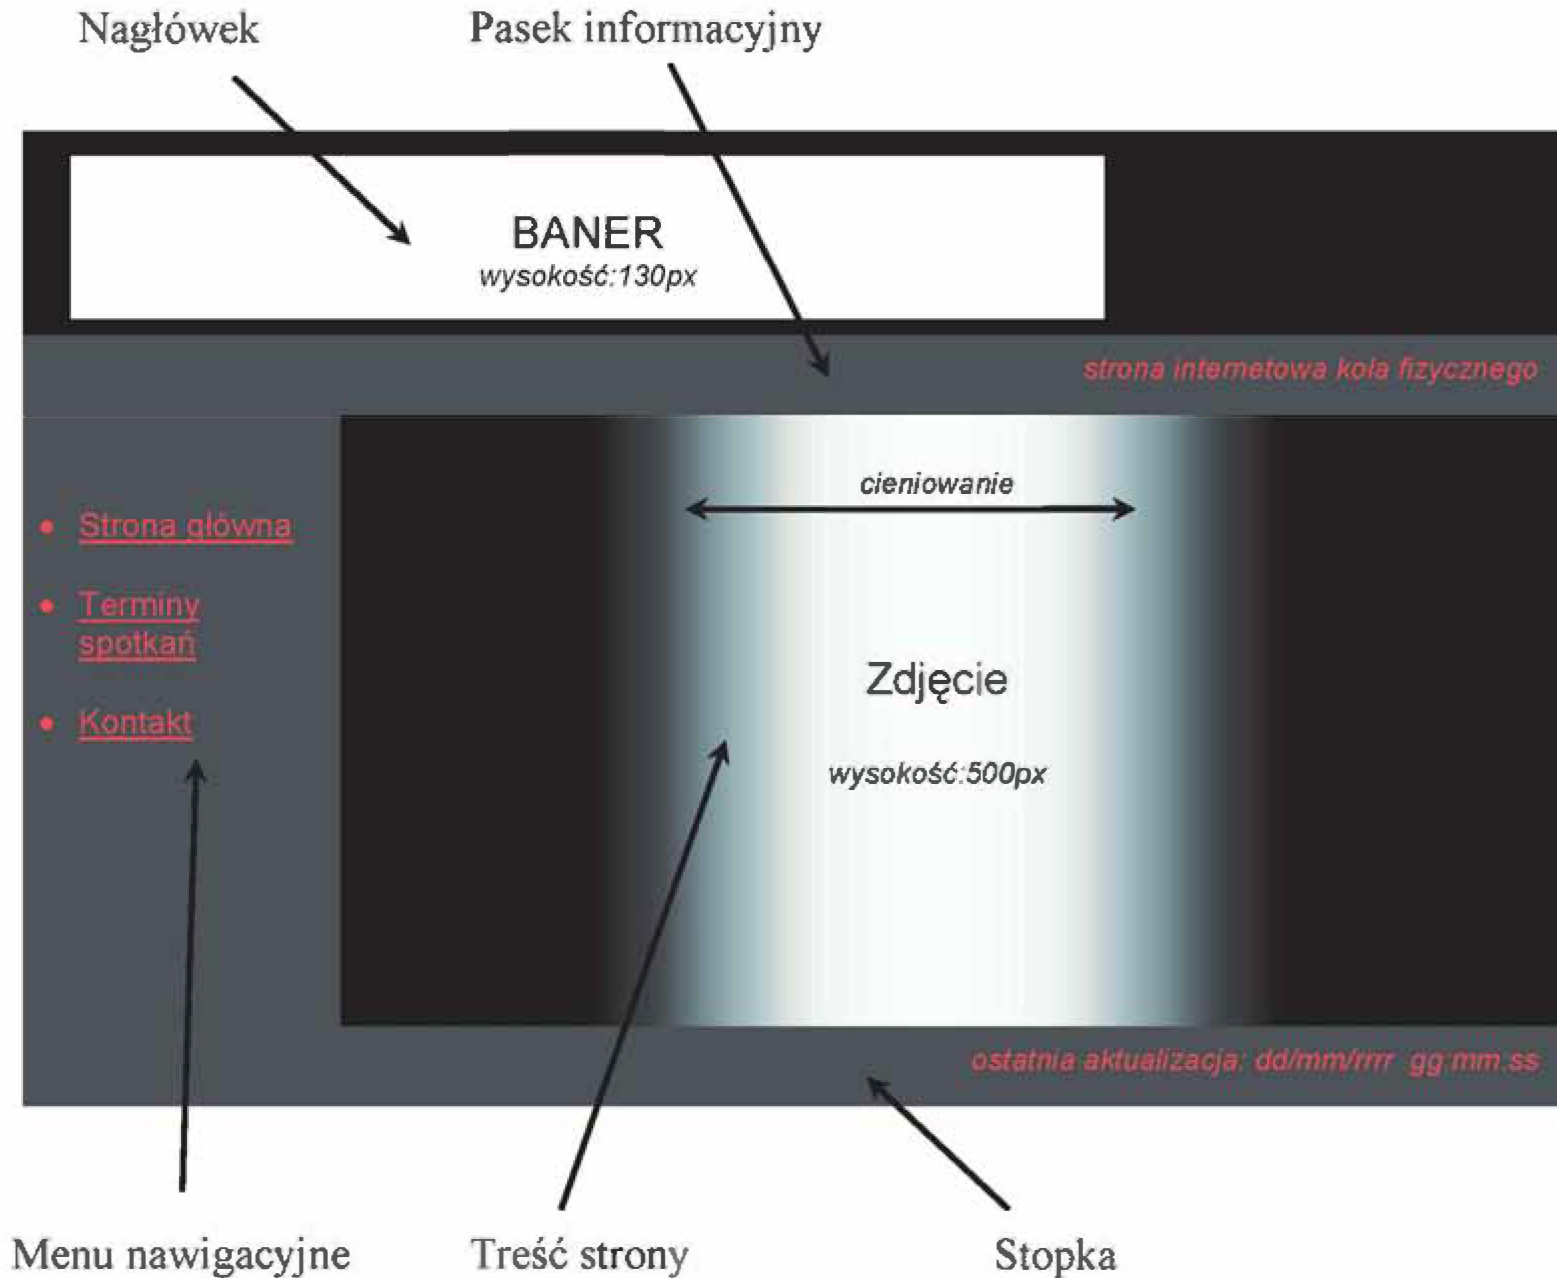 Nagłówek
Pasek informacyjny
BANER
wysokość:130px
strona internetowa koła fizycznego
cieniowanie
• Strona główna
• Terminy
spotkań
• Kontakt
Zdjęcie
wysokość:500px
ostatnia aktualizacja: dd/mm/rrrr gg:mm:ss
Menu nawigacyjne
Treść strony
Stopka